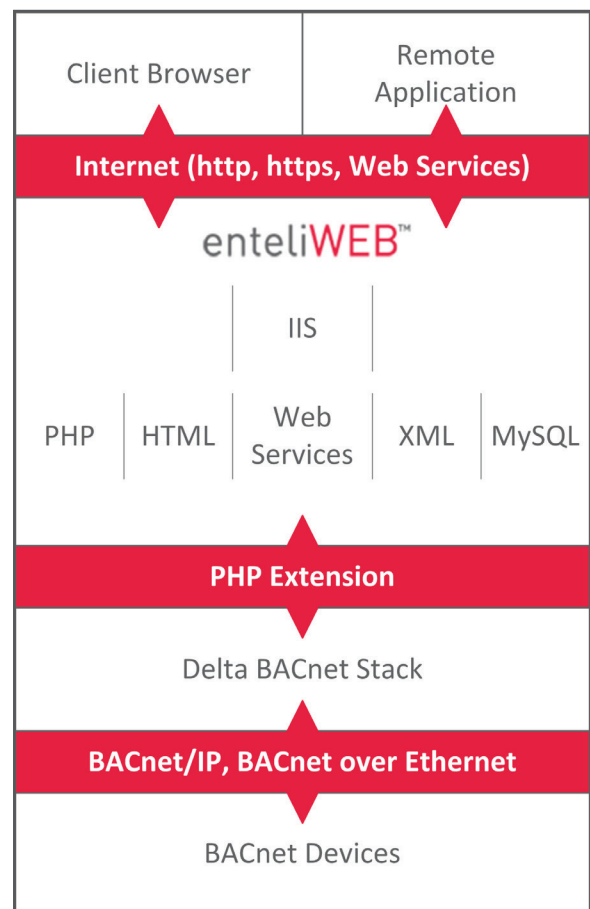 Client Browser
Remote
Application
Internet (http, https, Web Services)
enteliWEB™
IIS
PHP
HTML
Web
Services
XML
MySQL
PHP Extension
Delta BACnet Stack
BACnet/IP, BACnet over Ethernet
BACnet Devices